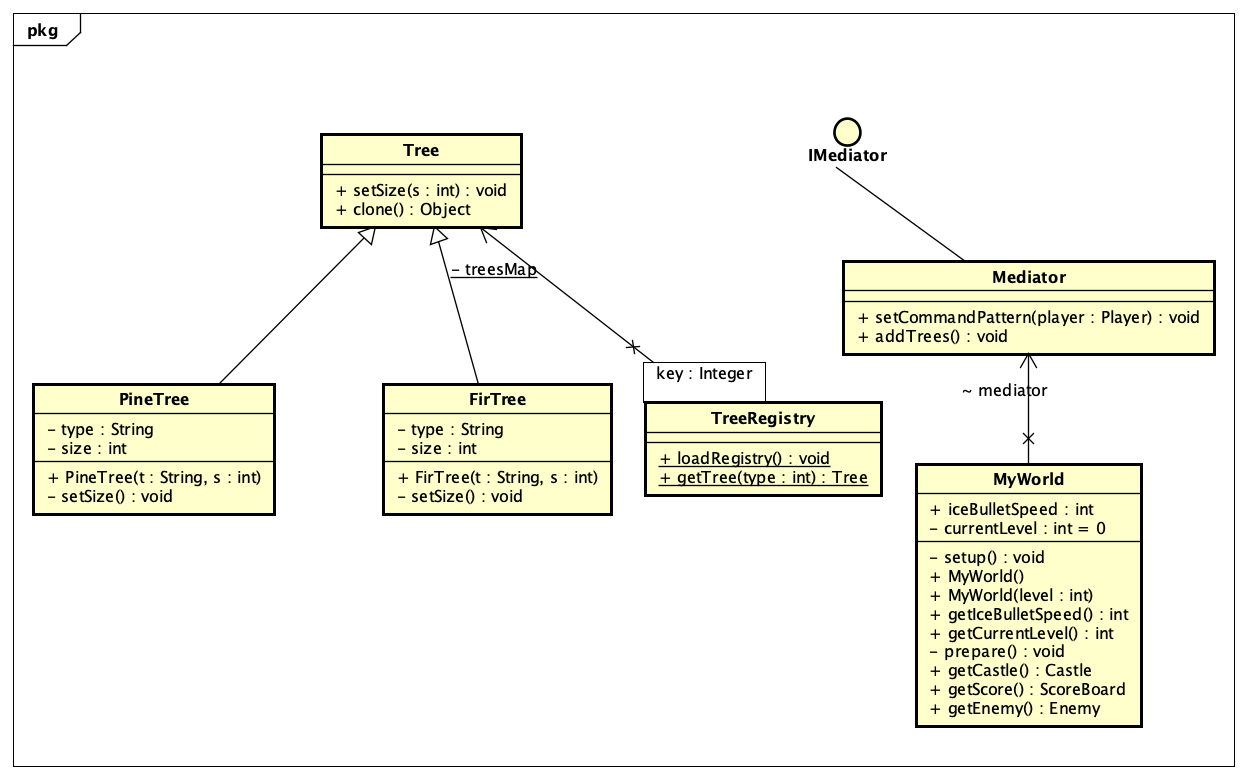 pkg
Tree
+ setSize(s : int) : void
+ clone() : Object
IMediator
Mediator
+ setCommandPattern(player : Player) : void
+ addTrees() : void
- treesMap
~ mediator
key : Integer
PineTree
- type : String
- size : int
+ PineTree(t : String, s : int)
- setSize() : void
FirTree
- type : String
- size : int
+ FirTree(t : String, s : int)
- setSize() : void
TreeRegistry
+ loadRegistry() : void
+ getTree(type : int) : Tree
MyWorld
+ iceBulletSpeed : int
- currentLevel : int = 0
- setup() : void
+ MyWorld()
+ MyWorld(level : int)
+ getIceBulletSpeed() : int
+ getCurrentLevel() : int
- prepare() : void
+ getCastle() : Castle
+ getScore() : ScoreBoard
+ getEnemy() : Enemy